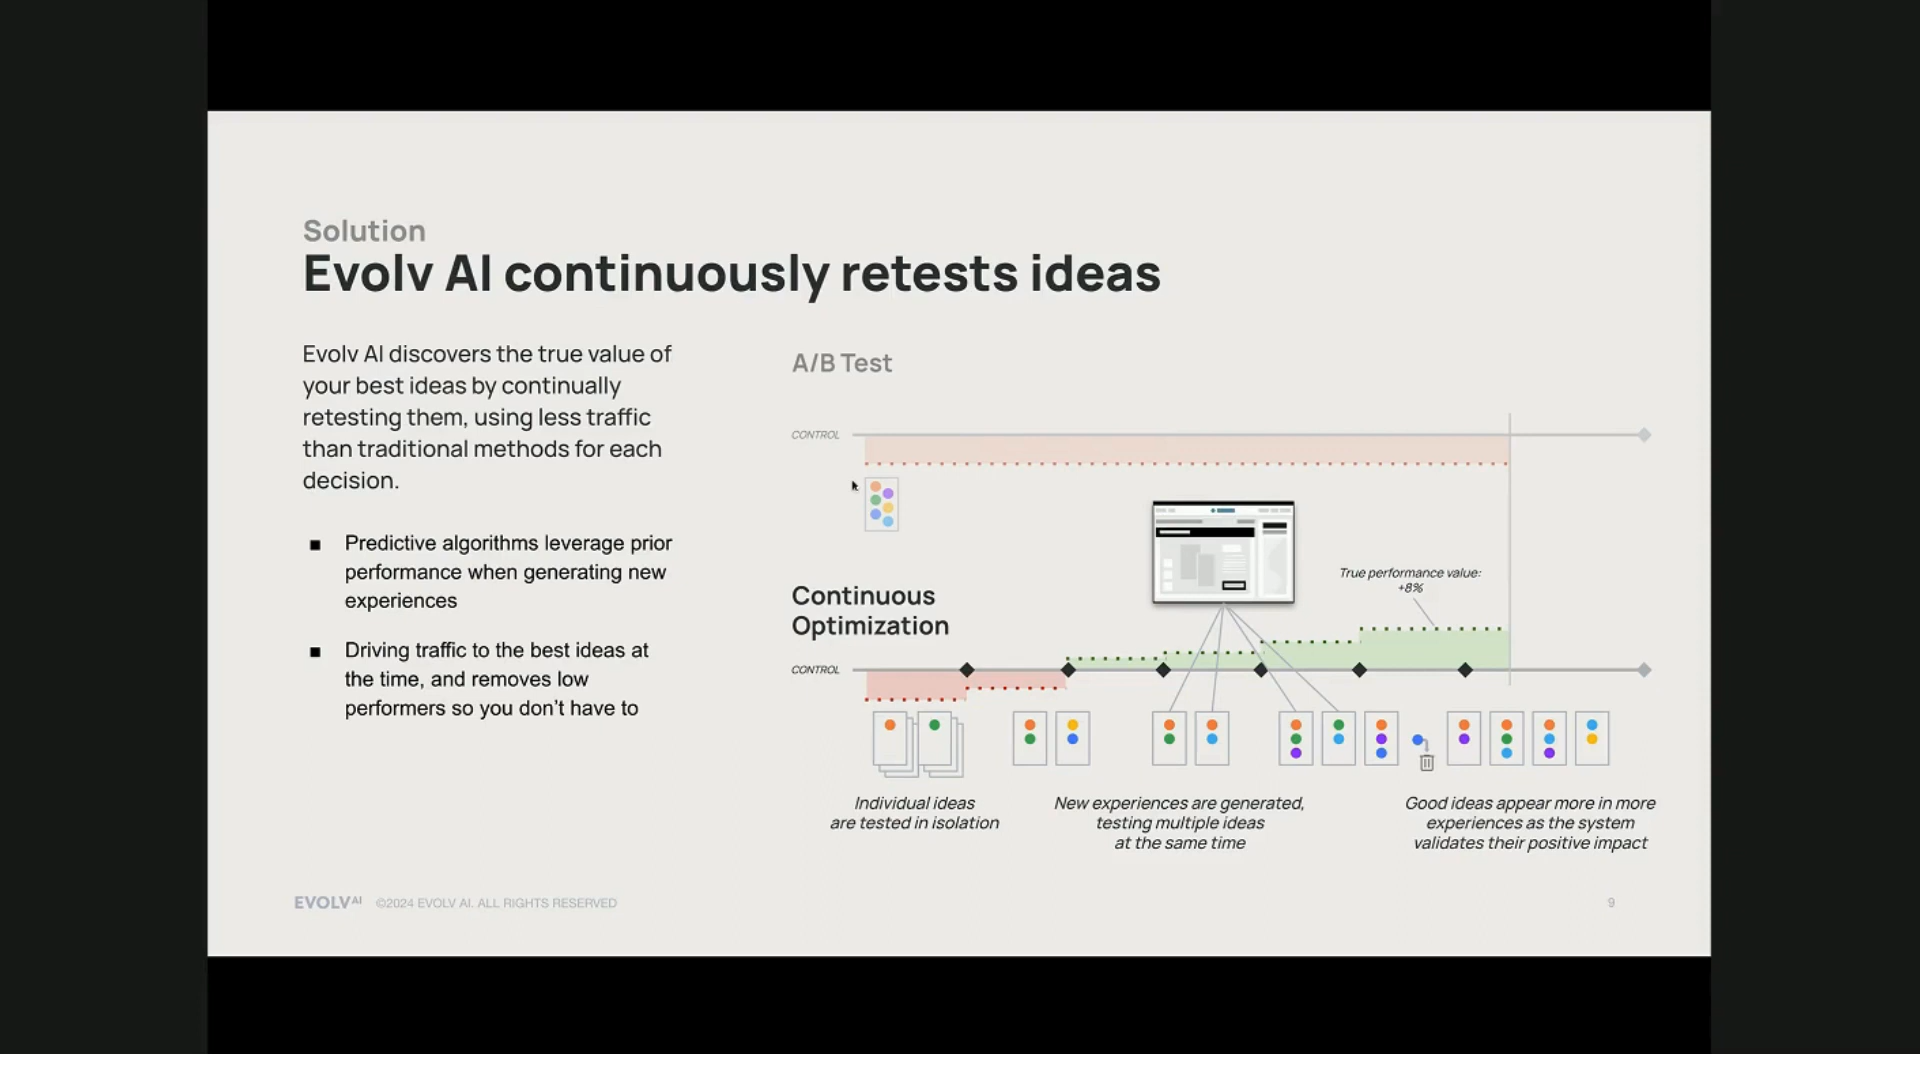 Solution
Evolv AI continuously retests ideas
Evolv AI discovers the true value of
your best ideas by continually
retesting them, using less traffic
than traditional methods for each
decision.
■ Predictive algorithms leverage prior
performance when generating new
experiences
■ Driving traffic to the best ideas at
the time, and removes low
performers so you don’t have to
A/B Test
CONTROL
Continuous
Optimization
True performance value:
+8%
CONTROL
Individual ideas
are tested in isolation
New experiences are generated,
testing multiple ideas
at the same time
Good ideas appear more in more
experiences as the system
validates their positive impact
EVOLV AI ©2024 EVOLV AI. ALL RIGHTS RESERVED
9